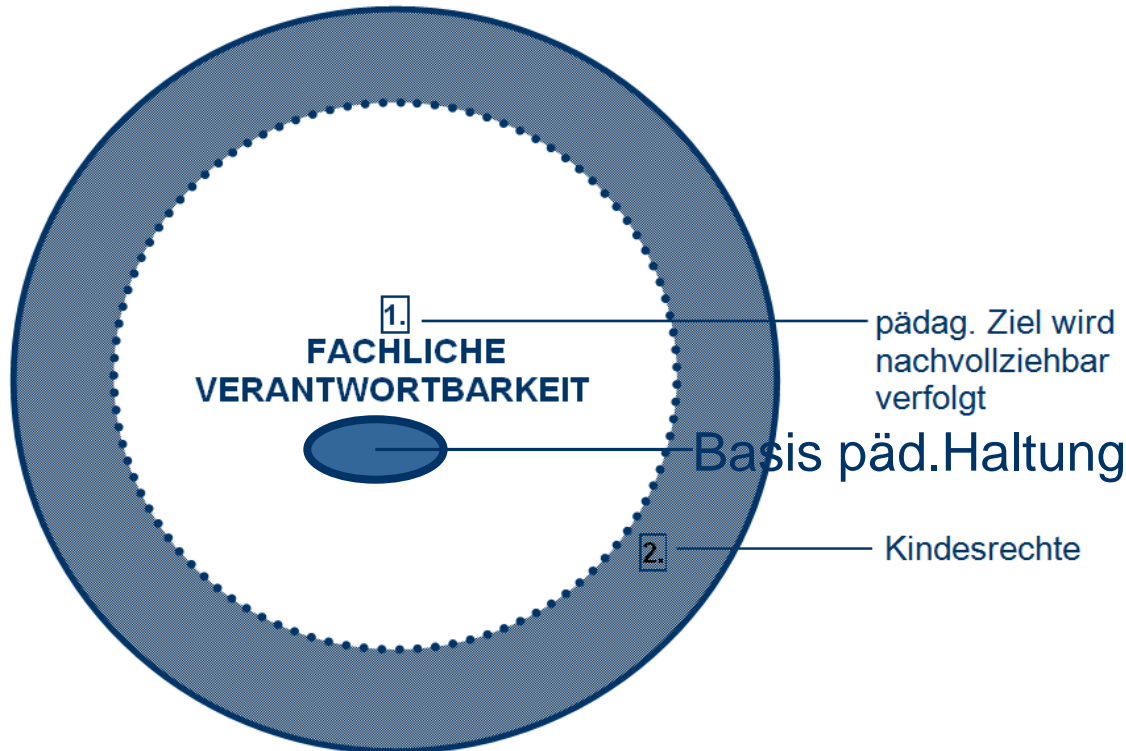 1.
FACHLICHE
VERANTWORTBARKEIT
pädag. Ziel wird
nachvollziehbar
verfolgt
Basis päd.Haltung
2.
Kindesrechte